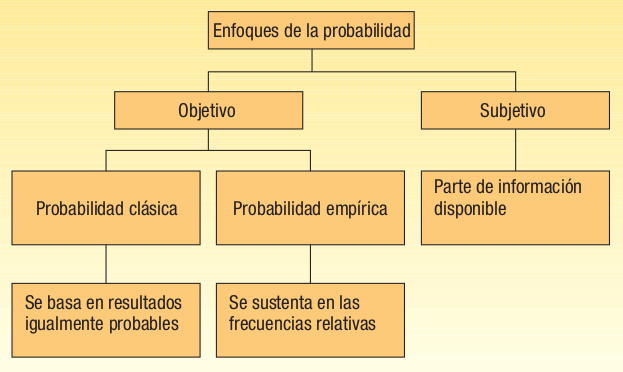 Enfoques de la probabilidad
Objetivo
Subjetivo
Probabilidad clásica
Probabilidad empírica
Parte de información
disponible
Se basa en resultados
igualmente probables
Se sustenta en las
frecuencias relativas